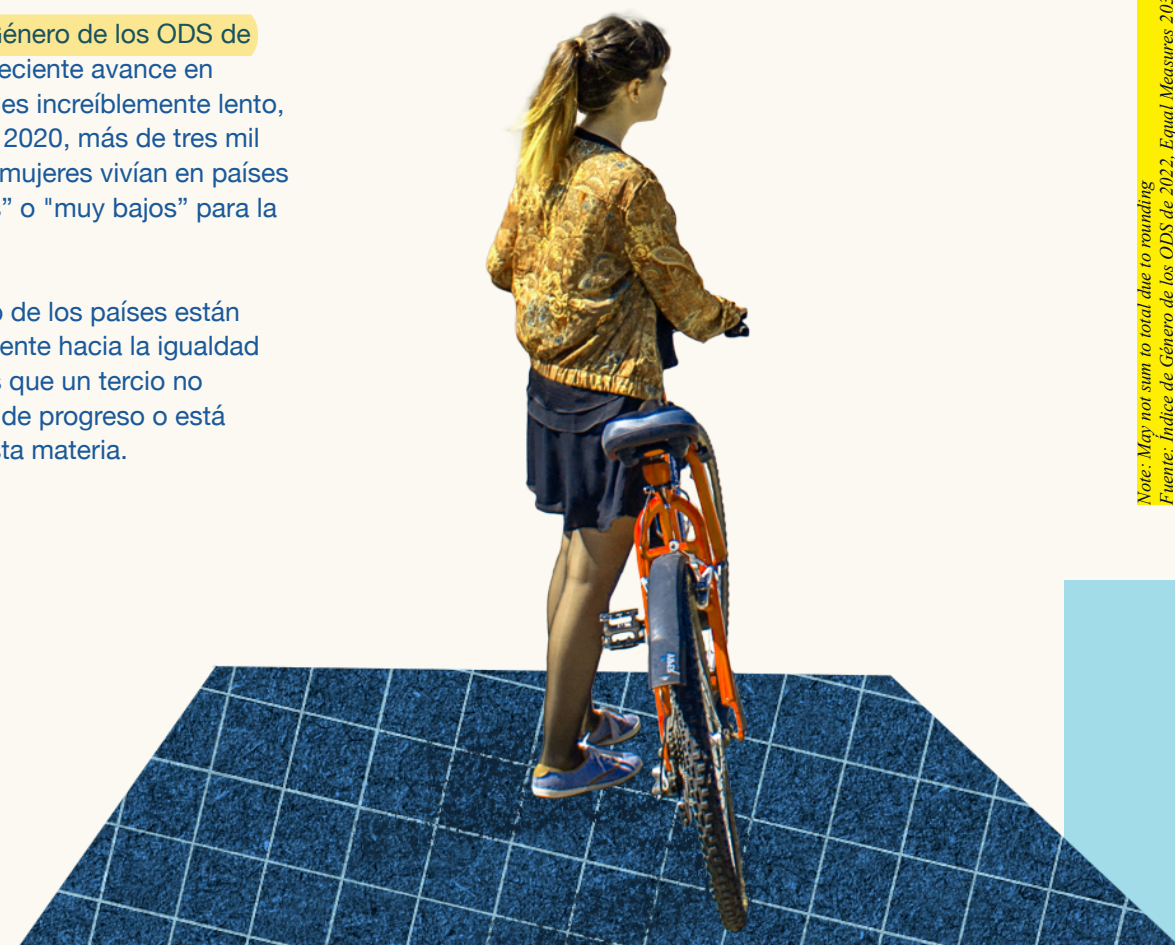 Género de los ODS de
eciente avance en
es increíblemente lento,
2020, más de tres mil
mujeres vivían en países
” o "muy bajos” para la
de los países están
ente hacia la igualdad
que un tercio no
de progreso o está
sta materia.
Note: May not sum to total due to rounding
Fuente: Índice de Género de los ODS de 2022, Equal Measures 203